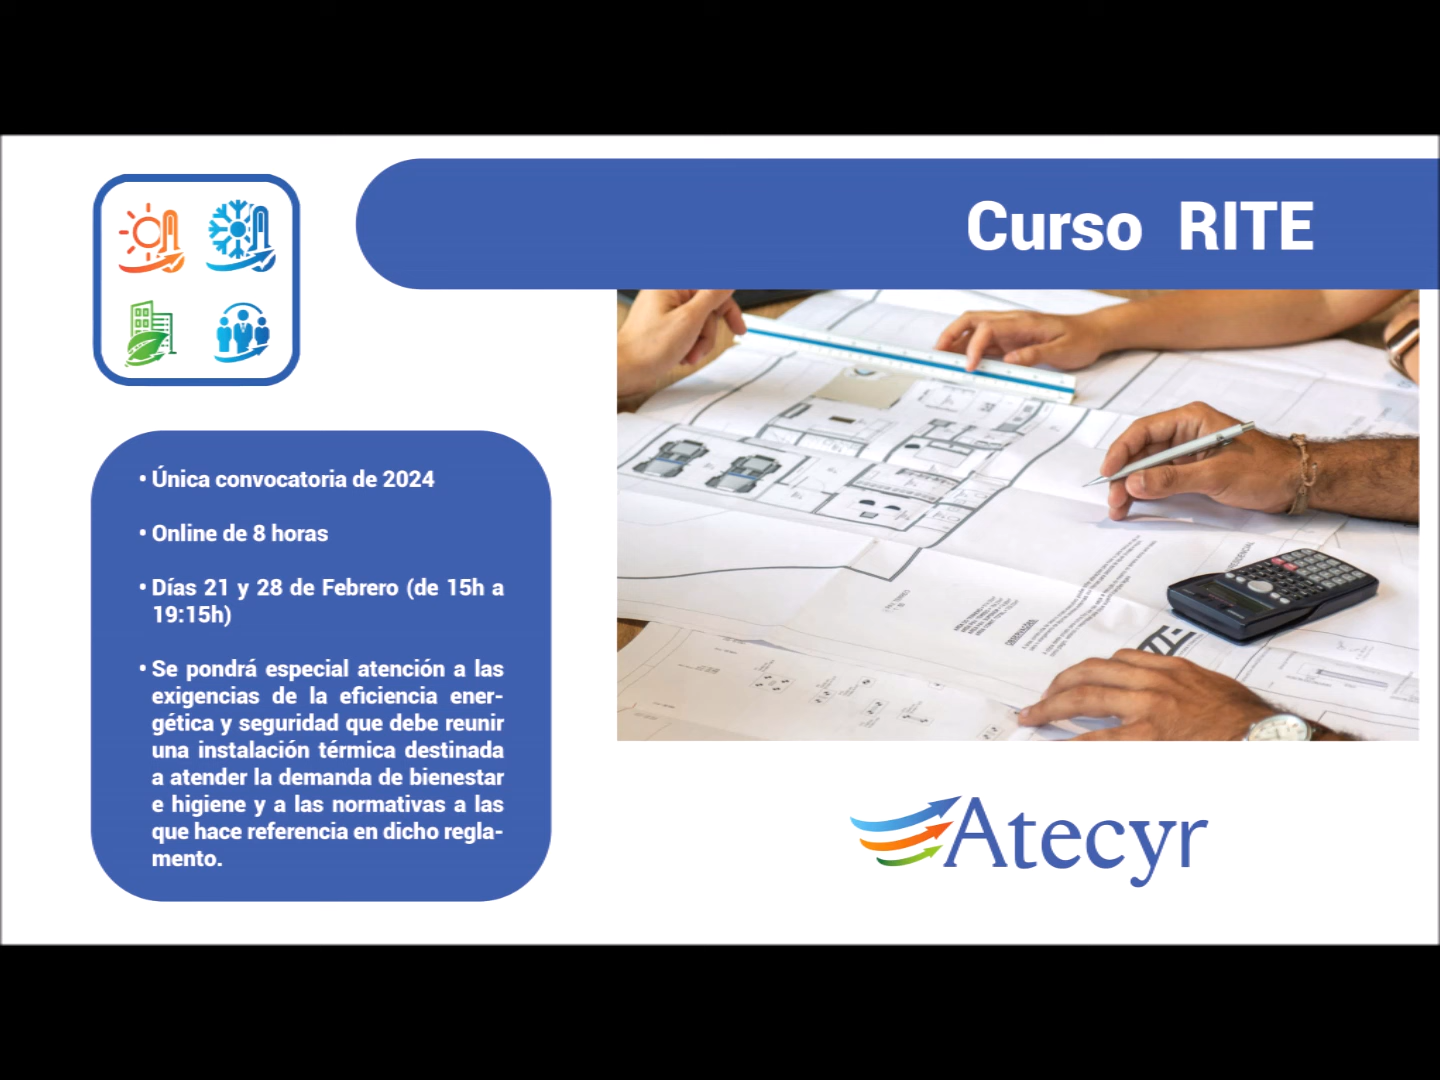 Curso RITE
• Única convocatoria de 2024
• Online de 8 horas
• Días 21 y 28 de Febrero (de 15h a
19:15h)
• Se pondrá especial atención a las
exigencias de la eficiencia ener-
gética y seguridad que debe reunir
una instalación térmica destinada
a atender la demanda de bienestar
e higiene y a las normativas a las
que hace referencia en dicho regla-
mento.
Atecyr